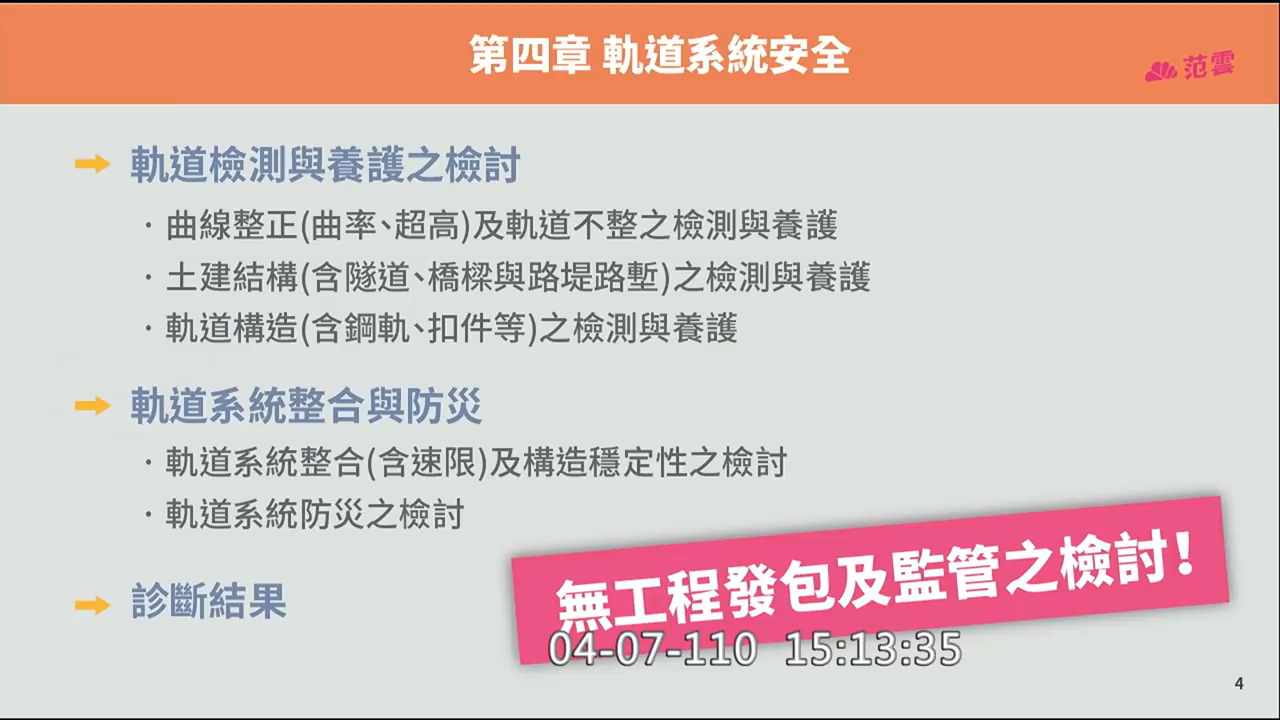 第四章 軌道系統安全
范雲
軌道檢測與養護之檢討
·曲線整正(曲率、超高)及軌道不整之檢測與養護
·土建結構(含隧道、橋樑與路堤路塹)之檢測與養護
·軌道構造(含鋼軌、扣件等)之檢測與養護
軌道系統整合與防災
·軌道系統整合(含速限)及構造穩定性之檢討
·軌道系統防災之檢討
診斷結果
無工程發包及監管之檢討!
04-07-110 15:13:35
4